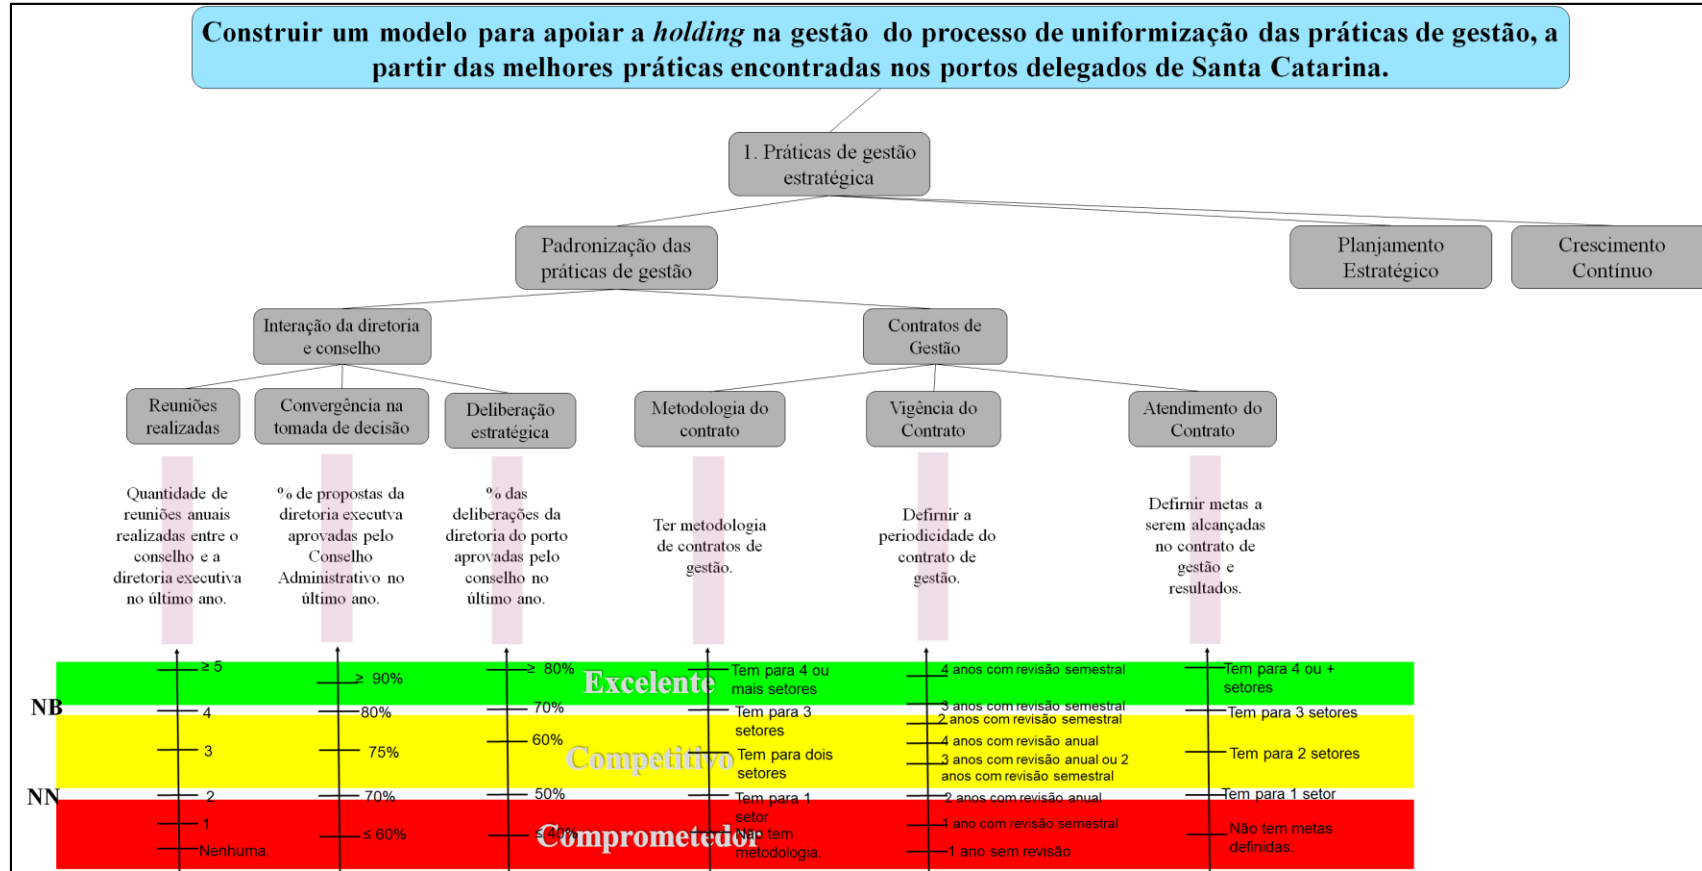 Construir um modelo para apoiar a holding na gestão do processo de uniformização das práticas de gestão, a
partir das melhores práticas encontradas nos portos delegados de Santa Catarina.
1. Práticas de gestão
estratégica
Padronização das
práticas de gestão
Planjamento
Estratégico
Crescimento
Contínuo
Interação da diretoria
e conselho
Contratos de
Gestão
Reuniões
realizadas
Convergência na
tomada de decisão
Deliberação
estratégica
Metodologia do
contrato
Vigência do
Contrato
Atendimento do
Contrato
Quantidade de
reuniões anuais
realizadas entre o
conselho e a
diretoria executiva
no último ano.
% de propostas da
diretoria executva
aprovadas pelo
Conselho
Administrativo no
último ano.
% das
deliberações da
diretoria do porto
aprovadas pelo
conselho no
último ano.
Ter metodologia
de contratos de
gestão.
Defirnir a
periodicidade do
contrato de
gestão.
Defirnir metas a
serem alcançadas
no contrato de
gestão e
resultados.
NB
NN
Excelente
Competitivo
Comprometedor
≥ 5
4
3
2
1
Nenhuma.
≥ 90%
80%
75%
70%
≤ 60%
≥ 80%
70%
60%
50%
≤ 40%
Tem para 4 ou
mais setores
Tem para 3
setores
Tem para dois
setores
Tem para 1
setor
Não tem
metodologia.
4 anos com revisão semestral
3 anos com revisão semestral
2 anos com revisão semestral
4 anos com revisão anual
3 anos com revisão anual ou 2
anos com revisão semestral
2 anos com revisão anual
1 ano com revisão semestral
1 ano sem revisão
Tem para 4 ou +
setores
Tem para 3 setores
Tem para 2 setores
Tem para 1 setor
Não tem metas
definidas.